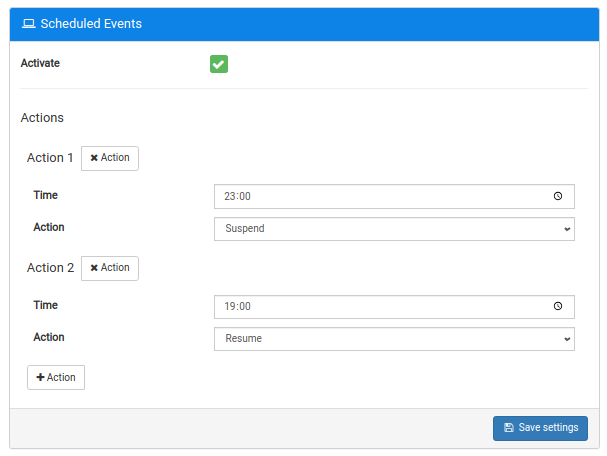 Scheduled Events
Activate
Actions
Action 1 Action
Time 23:00
Action Suspend
Action 2 Action
Time 19:00
Action Resume
Action
Save settings